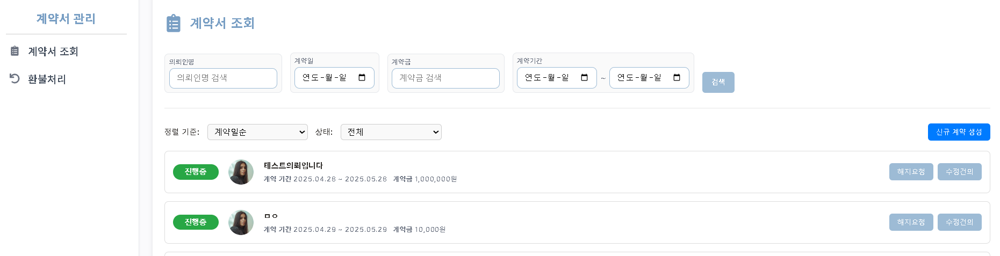 계약서 관리
계약서 조회
환불처리
계약서 조회
의뢰인명
의뢰인명 검색
계약일
연도-월-일
계약금
계약금 검색
계약기간
연도-월-일 ~ 연도-월-일
검색
정렬 기준: 계약일순 상태: 전체
신규 계약 생성
진행중
테스트의뢰입니다
계약 기간 2025.04.28 ~ 2025.05.28 계약금 1,000,000원
해지요청 수정건의
진행중
ㅁㅇ
계약 기간 2025.04.29 ~ 2025.05.29 계약금 10,000원
해지요청 수정건의